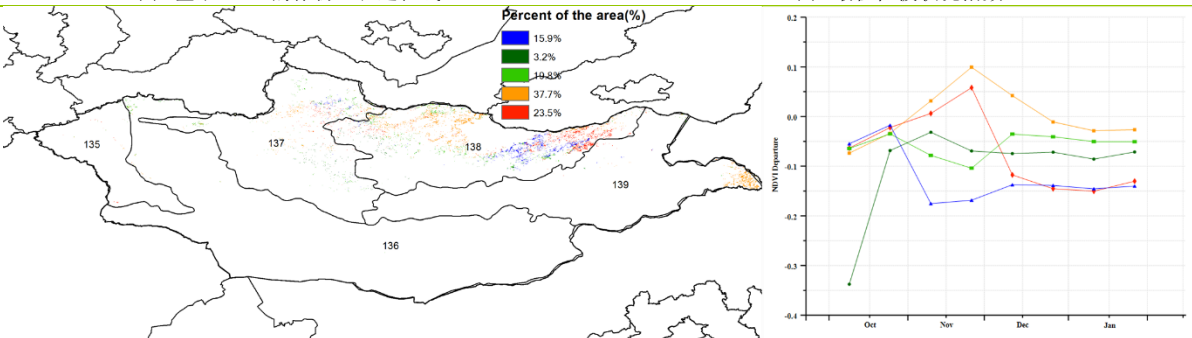 Percent of the area(%)
15.9%
3.2%
19.8%
37.7%
23.5%
135
137
138
139
136
0.2
0.1
0.0
-0.1
-0.2
-0.3
-0.4
NDVI Departure
Oct
Nov
Dec
Jan